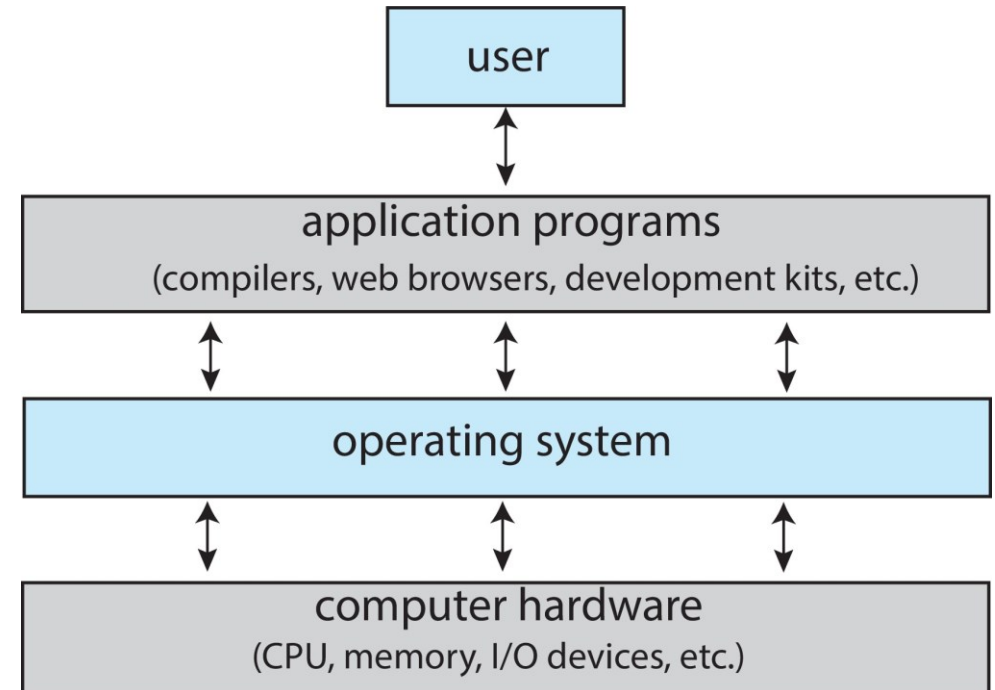 user
application programs
(compilers, web browsers, development kits, etc.)
operating system
computer hardware
(CPU, memory, I/O devices, etc.)